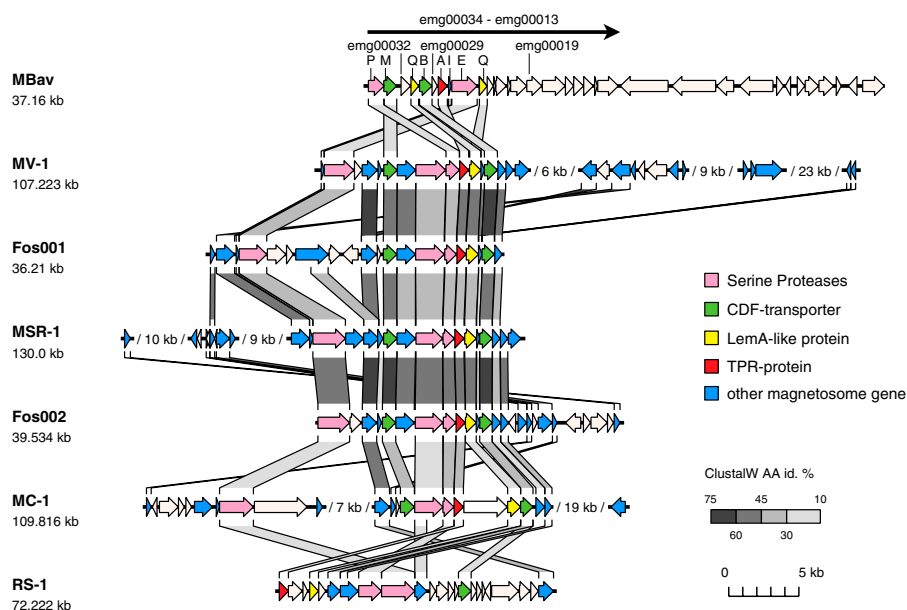 emg00034 - emg00013
emg00032 emg00029 emg00019
P M Q B A I E Q
MBav
37.16 kb
MV-1
107.223 kb
/ 6 kb / / 9 kb / / 23 kb /
Fos001
36.21 kb
MSR-1
130.0 kb
/ 10 kb / / 9 kb /
Fos002
39.534 kb
MC-1
109.816 kb
/ 7 kb / / 19 kb /
RS-1
72.222 kb
Serine Proteases
CDF-transporter
LemA-like protein
TPR-protein
other magnetosome gene
ClustalW AA id. %
75 45 10
60 30
0 5 kb